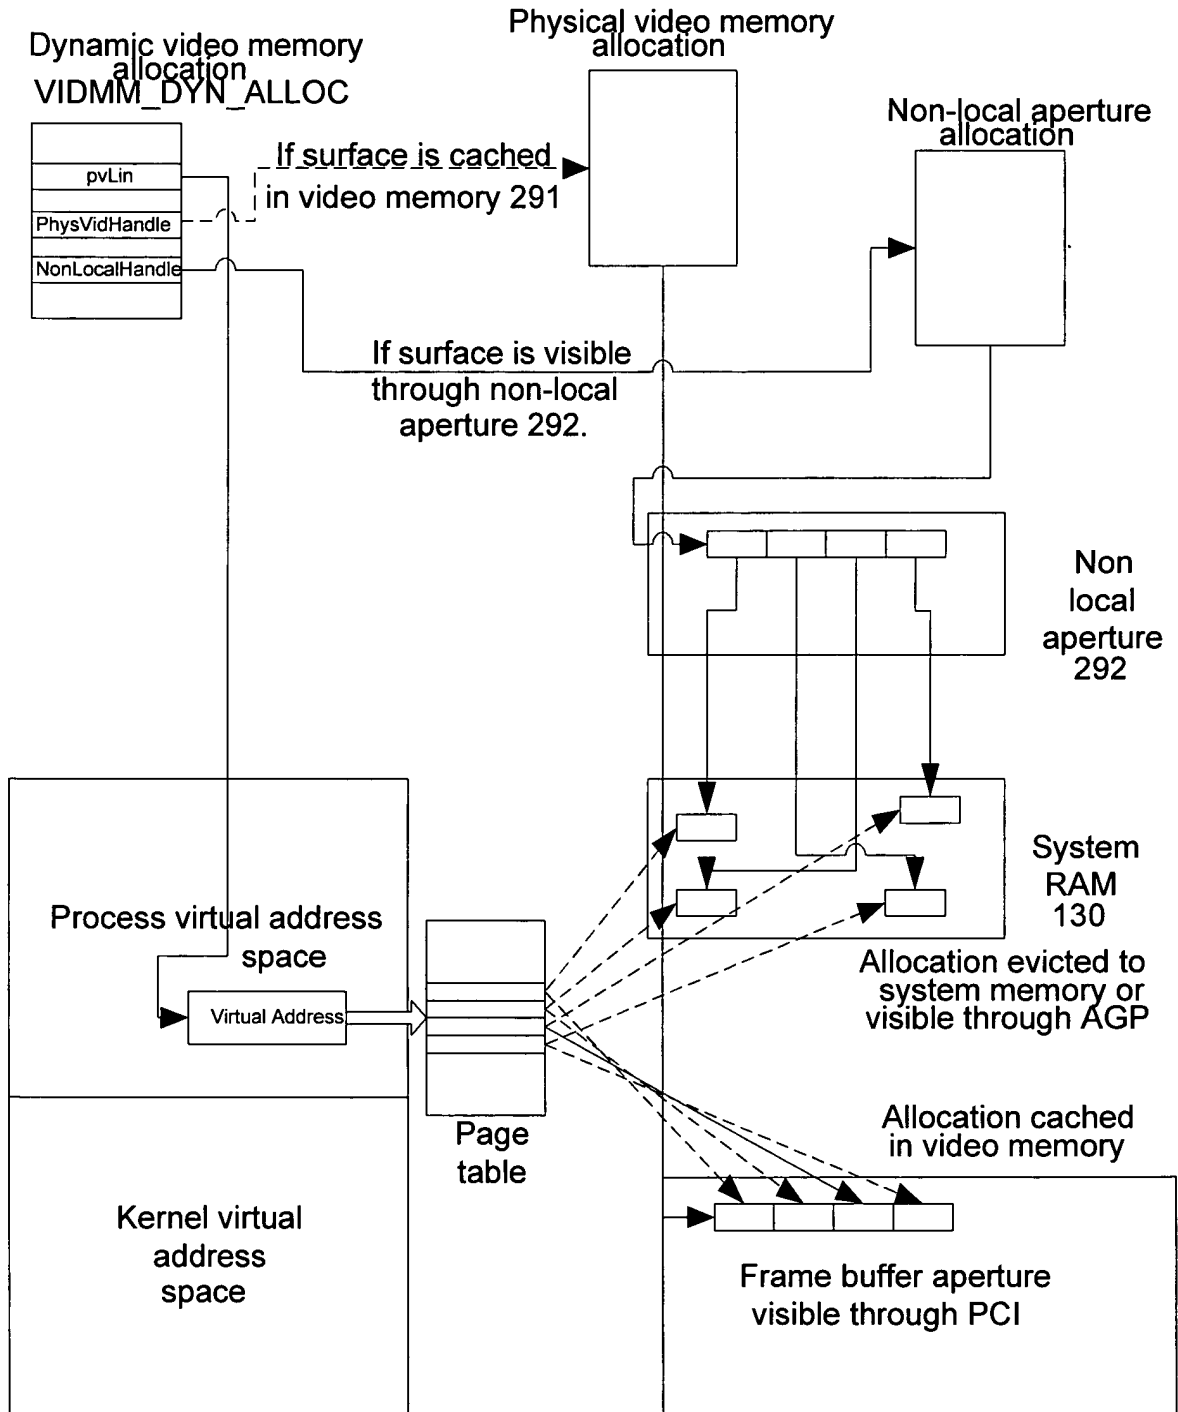 Physical video memory
allocation
Dynamic video memory
allocation
VIDMM_DYN_ALLOC
Non-local aperture
allocation
If surface is cached
in video memory 291
pvLin
PhysVidHandle
NonLocalHandle
If surface is visible
through non-local
aperture 292.
Non
local
aperture
292
System
RAM
130
Process virtual address
space
Allocation evicted to
system memory or
visible through AGP
Virtual Address
Page
table
Allocation cached
in video memory
Kernel virtual
address
space
Frame buffer aperture
visible through PCI